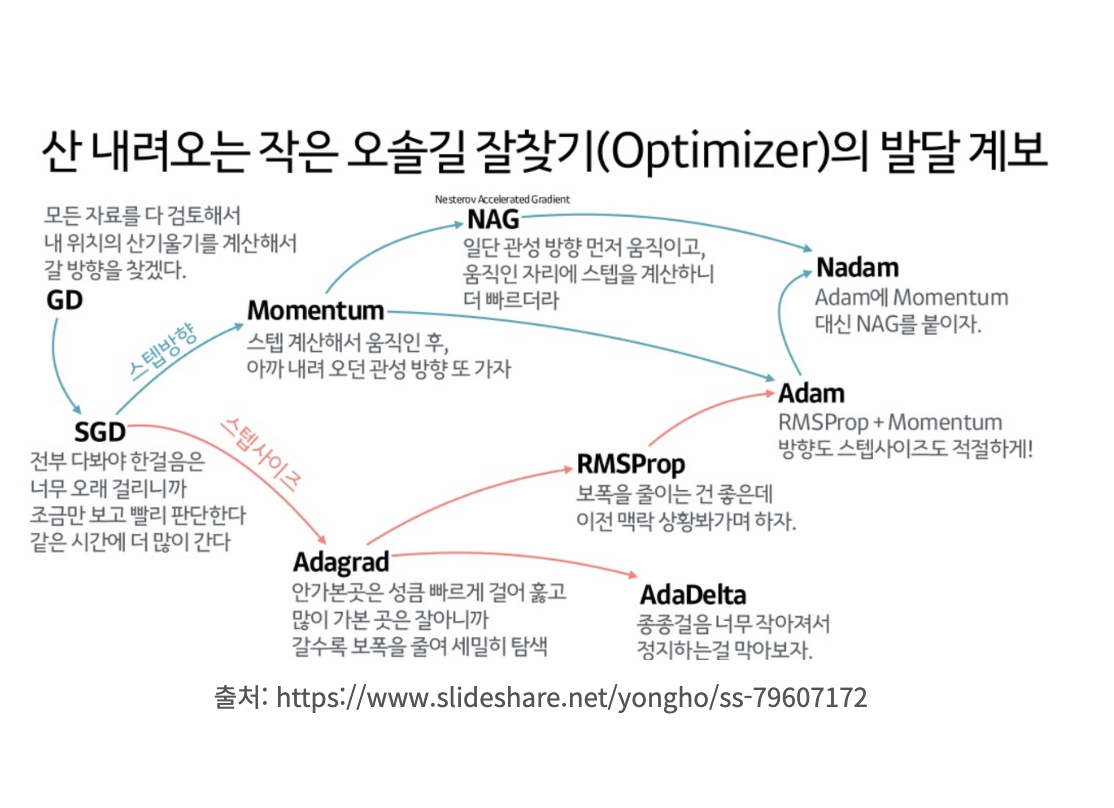 산 내려오는 작은 오솔길 잘찾기(Optimizer)의 발달 계보
모든 자료를 다 검토해서
내 위치의 산기울기를 계산해서
갈 방향을 찾겠다.
GD
스텝방향
Momentum
스텝 계산해서 움직인 후,
아까 내려 오던 관성 방향 또 가자
Nesterov Accelerated Gradient
NAG
일단 관성 방향 먼저 움직이고,
움직인 자리에 스텝을 계산하니
더 빠르더라
Nadam
Adam에 Momentum
대신 NAG를 붙이자.
Adam
RMSProp + Momentum
방향도 스텝사이즈도 적절하게!
SGD
전부 다봐야 한걸음은
너무 오래 걸리니까
조금만 보고 빨리 판단한다
같은 시간에 더 많이 간다
스텝사이즈
RMSProp
보폭을 줄이는 건 좋은데
이전 맥락 상황봐가며 하자.
Adagrad
안가본곳은 성큼 빠르게 걸어 훑고
많이 가본 곳은 잘아니까
갈수록 보폭을 줄여 세밀히 탐색
AdaDelta
종종걸음 너무 작아져서
정지하는걸 막아보자.
출처: https://www.slideshare.net/yongho/ss-79607172